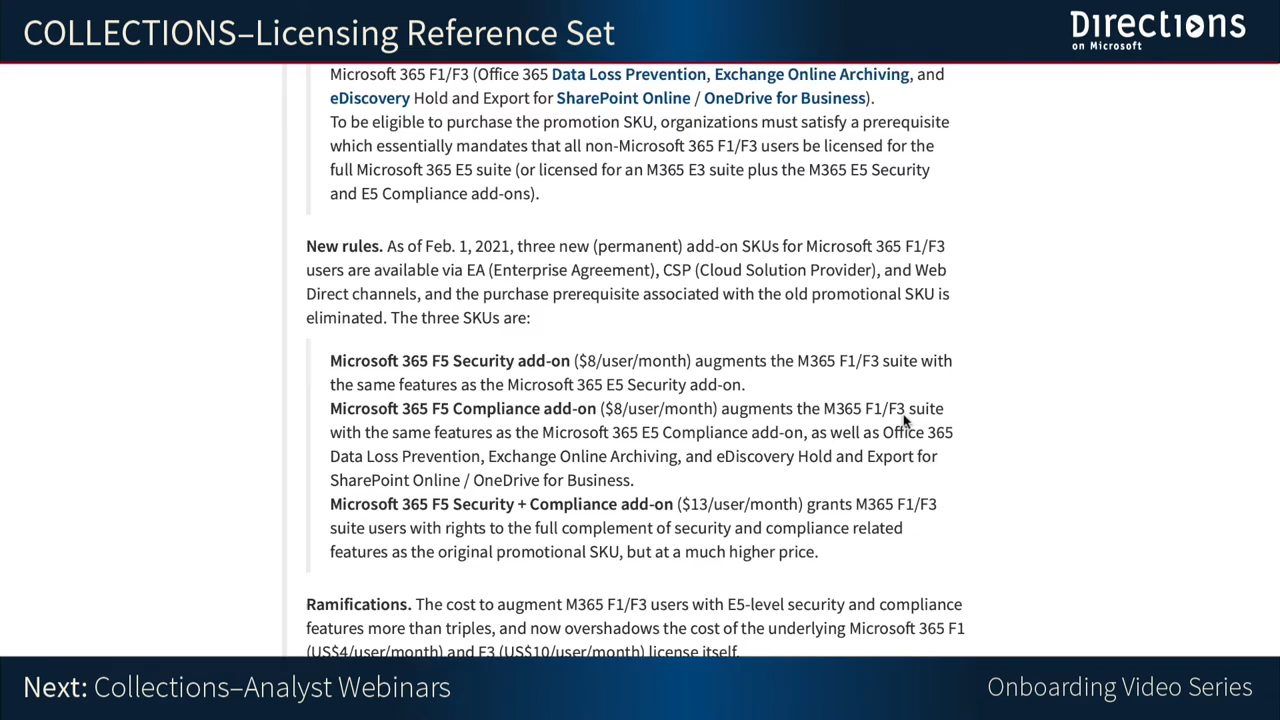 COLLECTIONS–Licensing Reference Set
Directions
on Microsoft
Microsoft 365 F1/F3 (Office 365 Data Loss Prevention, Exchange Online Archiving, and
eDiscovery Hold and Export for SharePoint Online / OneDrive for Business).
To be eligible to purchase the promotion SKU, organizations must satisfy a prerequisite
which essentially mandates that all non-Microsoft 365 F1/F3 users be licensed for the
full Microsoft 365 E5 suite (or licensed for an M365 E3 suite plus the M365 E5 Security
and E5 Compliance add-ons).
New rules. As of Feb. 1, 2021, three new (permanent) add-on SKUs for Microsoft 365 F1/F3
users are available via EA (Enterprise Agreement), CSP (Cloud Solution Provider), and Web
Direct channels, and the purchase prerequisite associated with the old promotional SKU is
eliminated. The three SKUs are:
Microsoft 365 F5 Security add-on ($8/user/month) augments the M365 F1/F3 suite with
the same features as the Microsoft 365 E5 Security add-on.
Microsoft 365 F5 Compliance add-on ($8/user/month) augments the M365 F1/F3 suite
with the same features as the Microsoft 365 E5 Compliance add-on, as well as Office 365
Data Loss Prevention, Exchange Online Archiving, and eDiscovery Hold and Export for
SharePoint Online / OneDrive for Business.
Microsoft 365 F5 Security + Compliance add-on ($13/user/month) grants M365 F1/F3
suite users with rights to the full complement of security and compliance related
features as the original promotional SKU, but at a much higher price.
Ramifications. The cost to augment M365 F1/F3 users with E5-level security and compliance
features more than triples, and now overshadows the cost of the underlying Microsoft 365 F1
(US$4/user/month) and F3 (US$10/user/month) license itself.
Next: Collections–Analyst Webinars
Onboarding Video Series